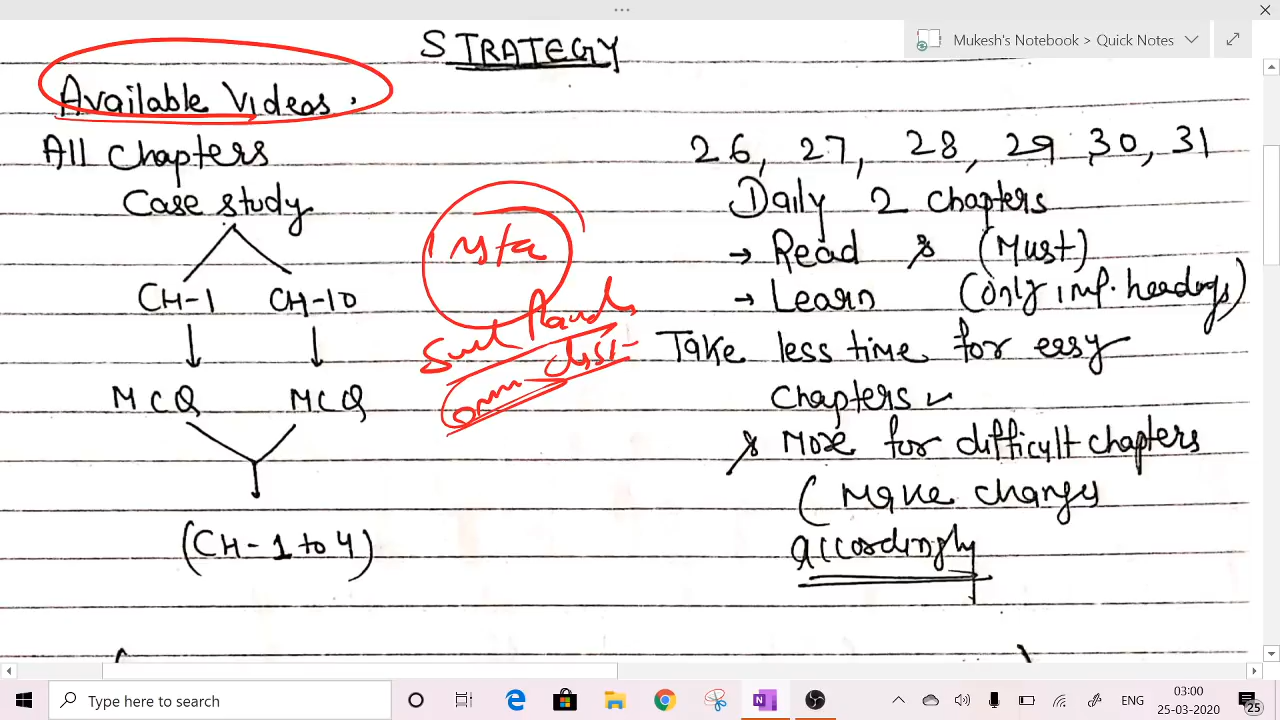 STRATEGY
Mukesh's Notebook > Quick Notes
Available Videos.
All Chapters
Case study
CH-1 CH-10
MCQ MCQ
(CH-1 to 4)
Insta
26, 27, 28, 29, 30, 31
Daily 2 chapters
→ Read & (Must)
→ Learn (only imp. headings)
Take less time for easy
chapters
& More for difficult chapters
(Make changes
accordingly
Type here to search
ENG
03:00
25-03-2020
25